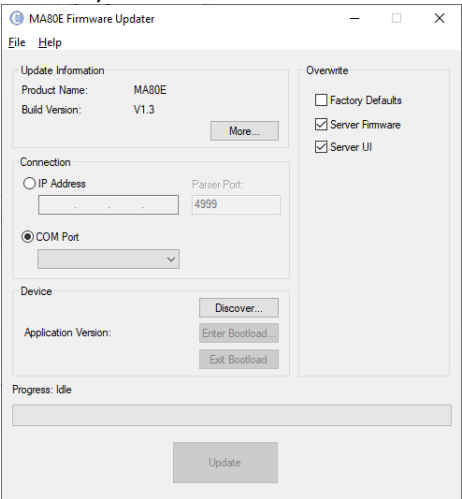 MA80E Firmware Updater
File Help
Update Information
Product Name: MA80E
Build Version: V1.3
More...
Connection
IP Address
Parser Port:
. . .
4999
COM Port
Device
Discover...
Application Version:
Enter Bootload...
Exit Bootload
Overwrite
Factory Defaults
Server Firmware
Server UI
Progress: Idle
Update